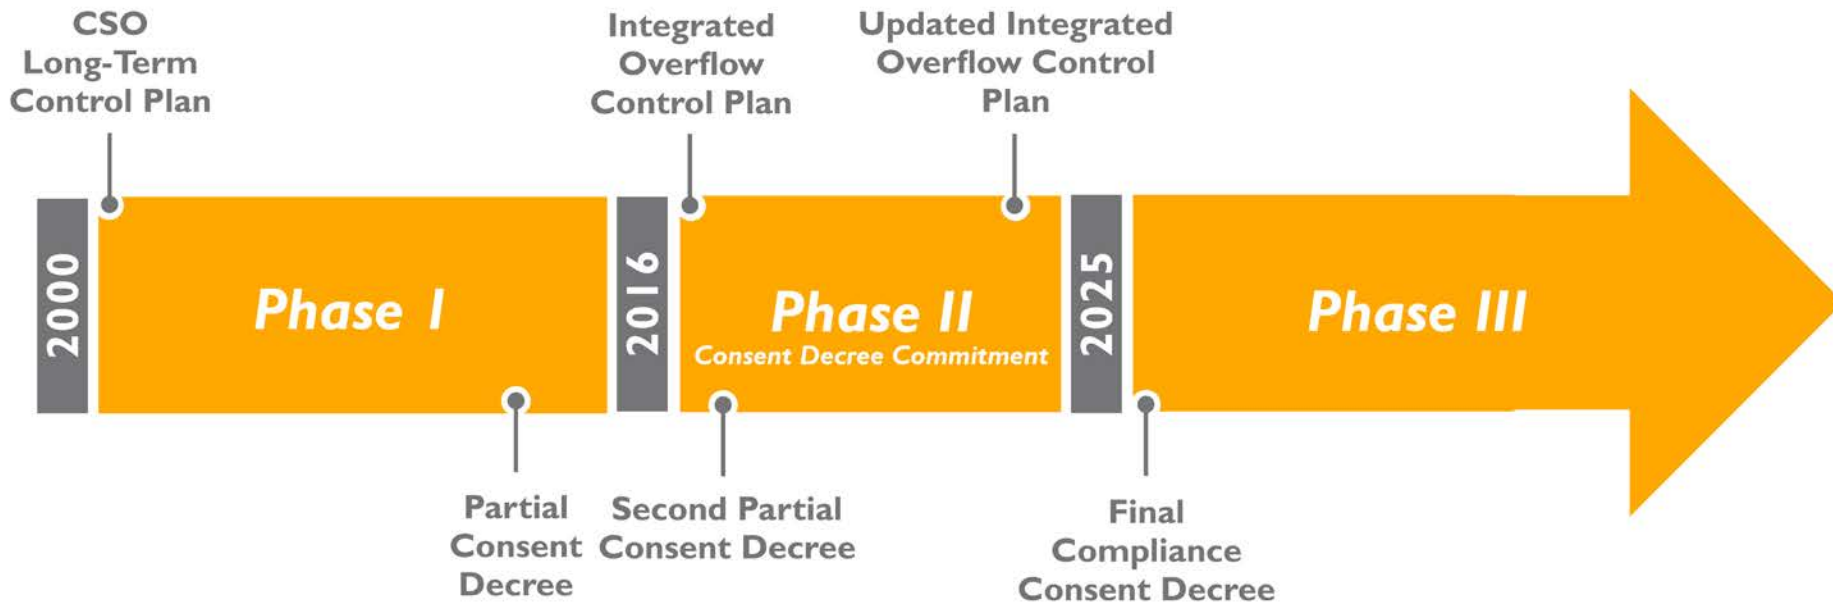 CSO
Long-Term
Control Plan
Integrated
Overflow
Control Plan
Updated Integrated
Overflow Control
Plan
2000
Phase I
2016
Phase II
Consent Decree Commitment
2025
Phase III
Partial
Consent
Decree
Second Partial
Consent Decree
Final
Compliance
Consent Decree